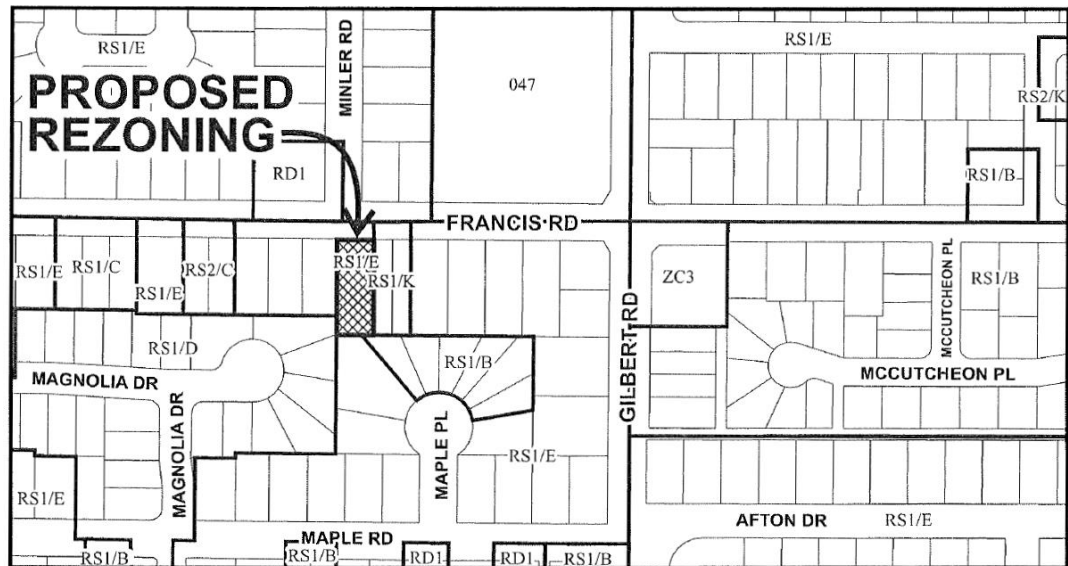 RS1/E
MINLER RD
RS1/E
PROPOSED
REZONING
047
RS2/K
RD1
RS1/B
FRANCIS RD
RS1/E
RS1/C
RS1/E
RS2/C
RS1/E
RS1/K
ZC3
MCCUTCHEON PL
RS1/B
RS1/D
RS1/B
GILBERT RD
MAGNOLIA DR
MCCUTCHEON PL
MAGNOLIA DR
MAPLE PL
RS1/E
RS1/E
AFTON DR
RS1/E
MAPLE RD
RS1/B
RS1/B
RD1
RD1
RS1/B